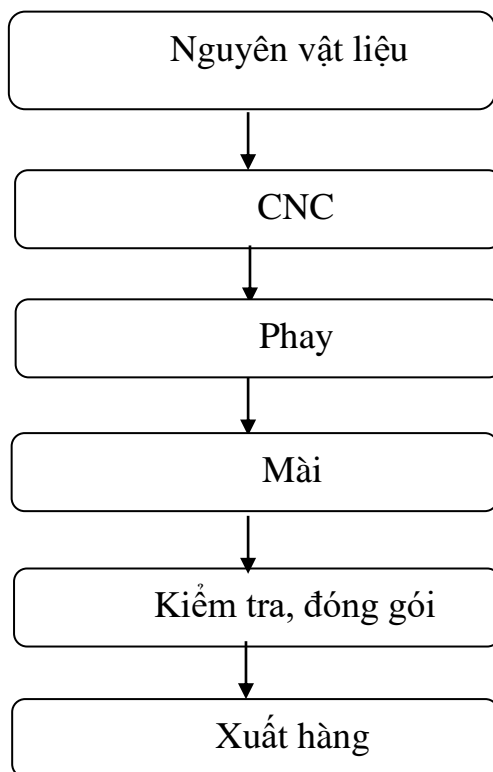 Nguyên vật liệu
CNC
Phay
Mài
Kiểm tra, đóng gói
Xuất hàng